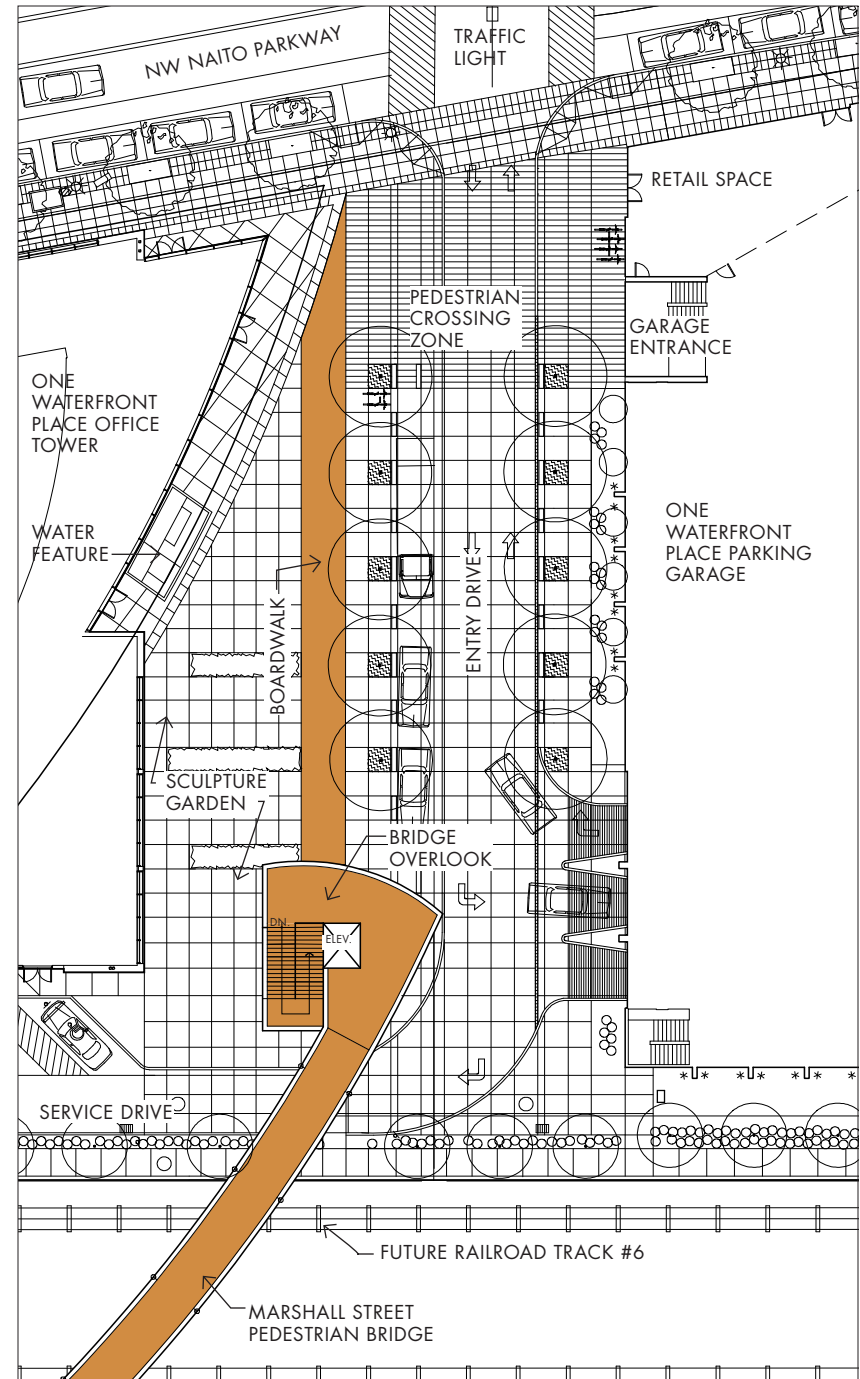 NW NAITO PARKWAY
TRAFFIC
LIGHT
RETAIL SPACE
PEDESTRIAN
CROSSING
ZONE
GARAGE
ENTRANCE
ONE
WATERFRONT
PLACE OFFICE
TOWER
WATER
FEATURE
BOARDWALK
ENTRY DRIVE
ONE
WATERFRONT
PLACE PARKING
GARAGE
SCULPTURE
GARDEN
BRIDGE
OVERLOOK
DN.
ELEV.
SERVICE DRIVE
FUTURE RAILROAD TRACK #6
MARSHALL STREET
PEDESTRIAN BRIDGE